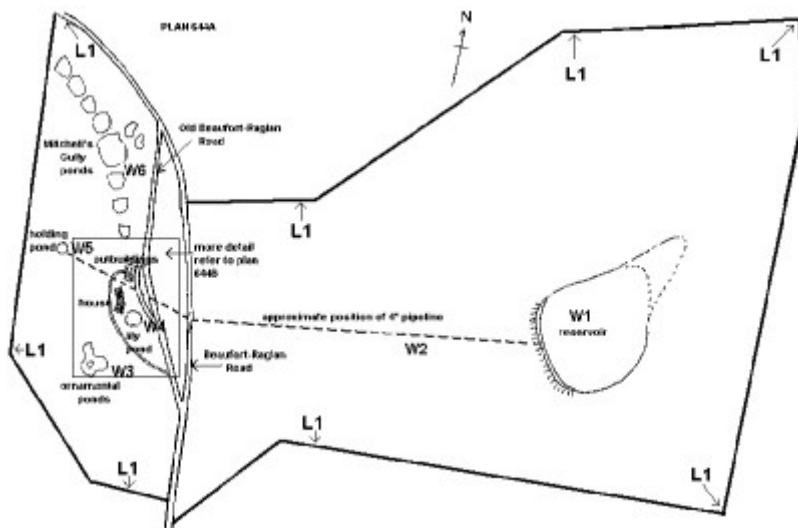 PLAN 644A
N
L1
L1
L1
Old Beaufort-Raglan
Road
Mitchell's
Gully
ponds
W6
L1
holding
pond
W5
outbuildings
more detail
refer to plan
644B
house
W4
lily
pond
approximate position of 4" pipeline
W1
reservoir
W2
L1
Beaufort-Raglan
Road
W3
ornamental
ponds
L1
L1
L1